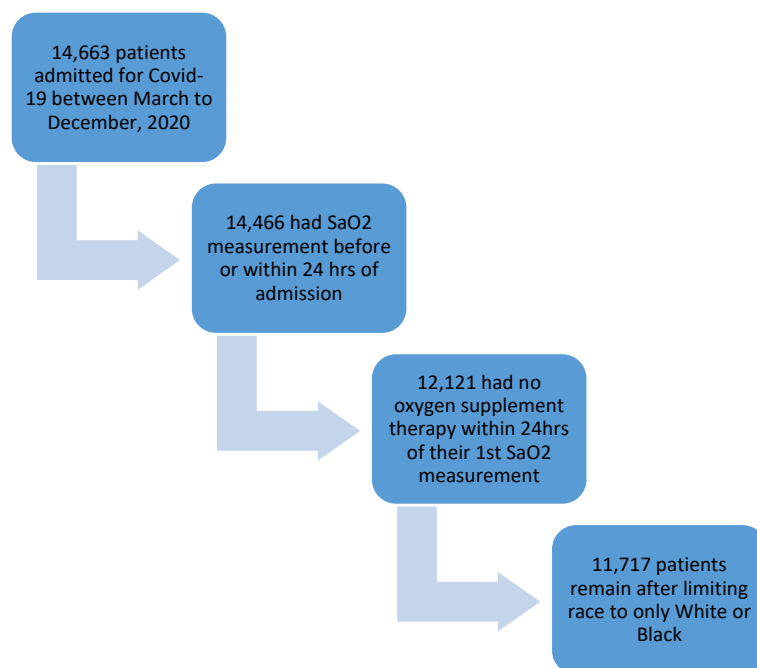 14,663 patients
admitted for Covid-
19 between March to
December, 2020
14,466 had SaO2
measurement before
or within 24 hrs of
admission
12,121 had no
oxygen supplement
therapy within 24hrs
of their 1st SaO2
measurement
11,717 patients
remain after limiting
race to only White or
Black